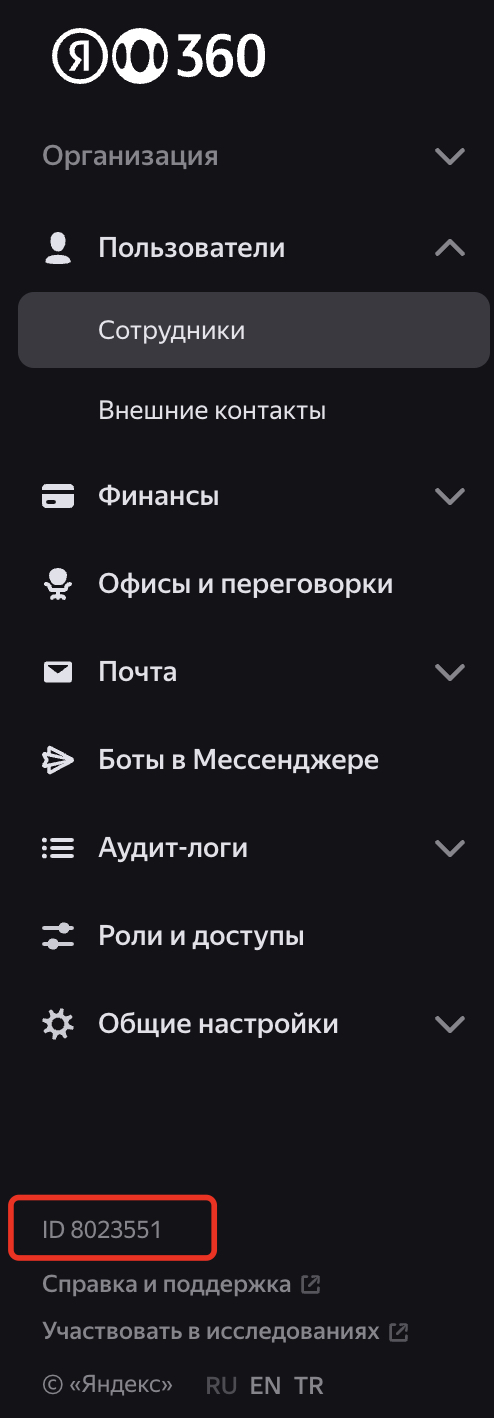 Я 360
Организация
Пользователи
Сотрудники
Внешние контакты
Финансы
Офисы и переговорки
Почта
Боты в Мессенджере
Аудит-логи
Роли и доступы
Общие настройки
ID 8023551
Справка и поддержка
Участвовать в исследованиях
© «Яндекс» RU EN TR